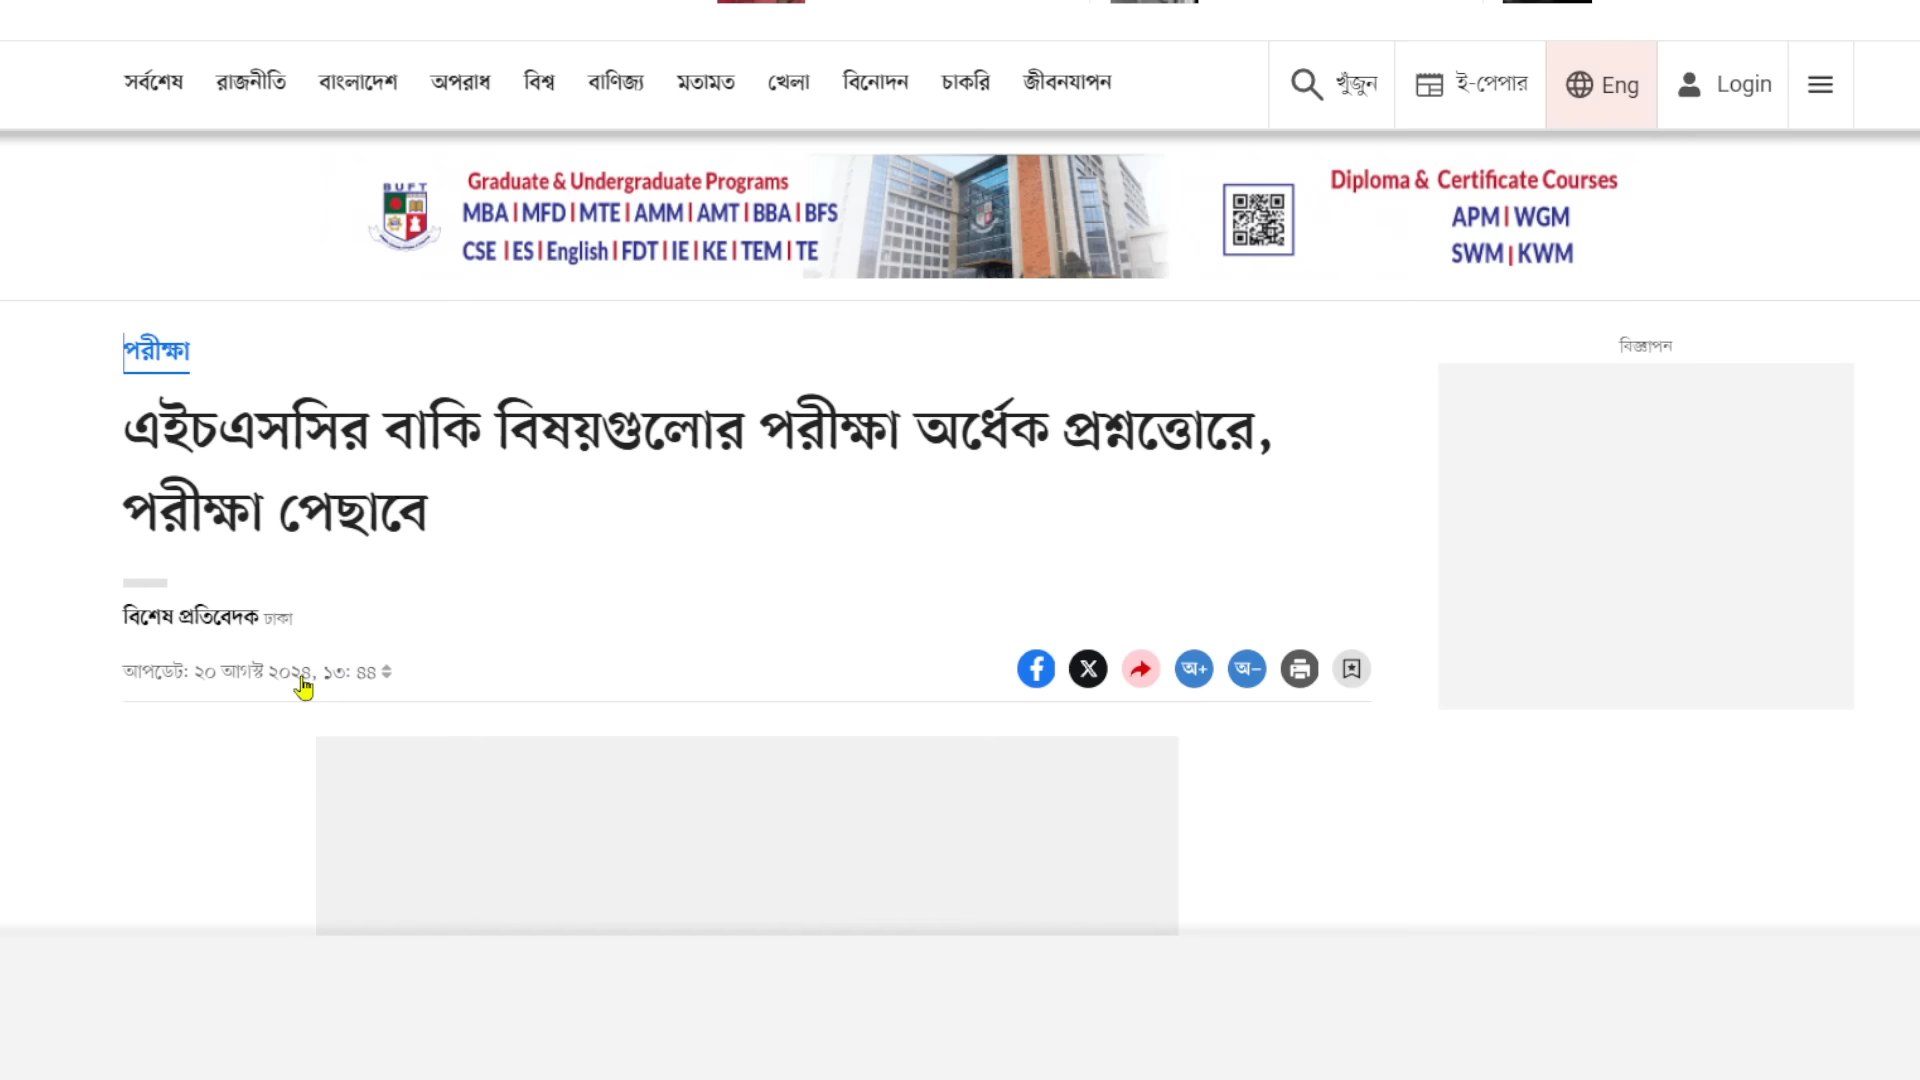 সর্বশেষ রাজনীতি বাংলাদেশ অপরাধ বিশ্ব বাণিজ্য মতামত খেলা বিনোদন চাকরি জীবনযাপন খুঁজুন ই-পেপার Eng Login
BUFT
Graduate & Undergraduate Programs
MBA | MFD | MTE | AMM | AMT | BBA | BFS
CSE | ES | English | FDT | IE | KE | TEM | TE
Diploma & Certificate Courses
APM | WGM
SWM | KWM
পরীক্ষা
বিজ্ঞাপন
এইচএসসির বাকি বিষয়গুলোর পরীক্ষা অর্ধেক প্রশ্নত্তোরে,
পরীক্ষা পেছাবে
বিশেষ প্রতিবেদক ঢাকা
আপডেট: ২০ আগস্ট ২০২৪, ১৩: ৪৪
অ+ অ−